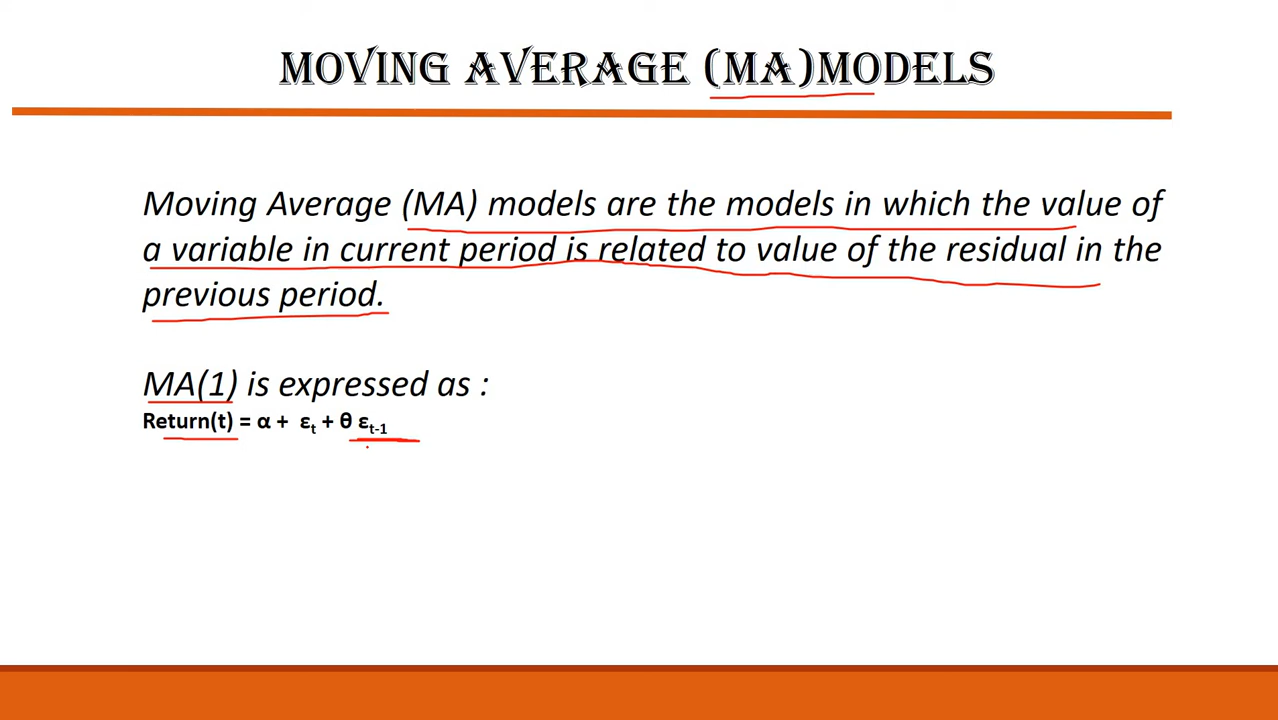 MOVING AVERAGE (MA)MODELS
Moving Average (MA) models are the models in which the value of
a variable in current period is related to value of the residual in the
previous period.
MA(1) is expressed as :
Return(t) = α + εt + θ εt-1